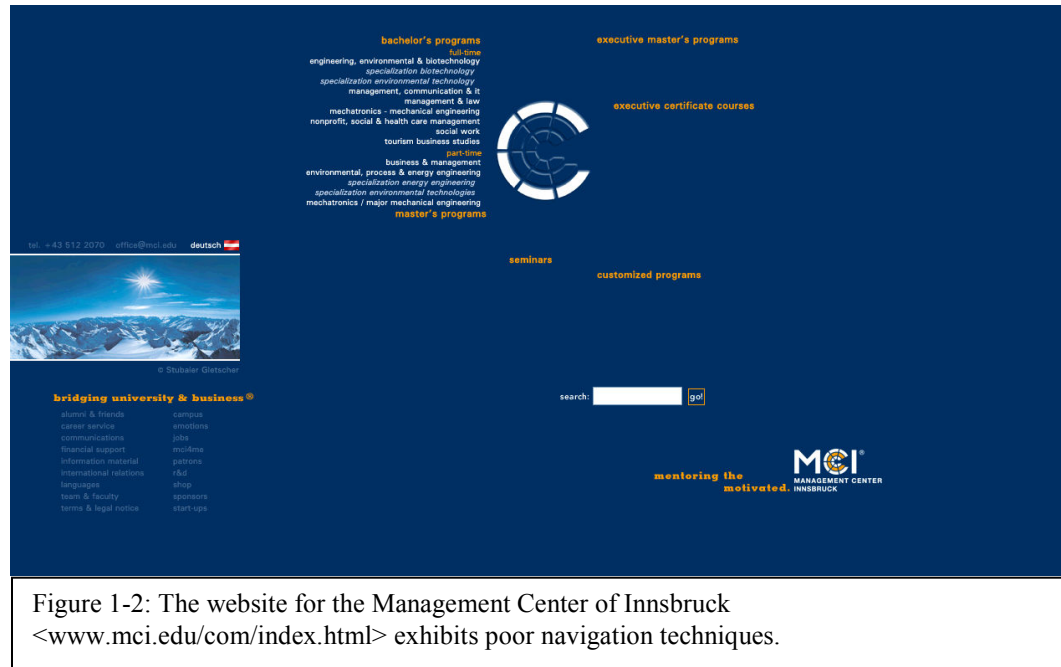 bachelor's programs
full-time
engineering, environmental & biotechnology
specialization biotechnology
specialization environmental technology
management, communication & it
management & law
mechatronics - mechanical engineering
nonprofit, social & health care management
social work
tourism business studies
part-time
business & management
environmental, process & energy engineering
specialization energy engineering
specialization environmental technologies
mechatronics / major mechanical engineering
master's programs
executive master's programs
executive certificate courses
seminars
customized programs
tel. +43 512 2070 office@mci.edu deutsch
© Stubaier Gletscher
bridging university & business®
alumni & friends
career service
communications
financial support
information material
international relations
languages
team & faculty
terms & legal notice
campus
emotions
jobs
mci4me
patrons
r&d
shop
sponsors
start-ups
search: go!
mentoring the
motivated.
MCI®
MANAGEMENT CENTER
INNSBRUCK
Figure 1-2: The website for the Management Center of Innsbruck
<www.mci.edu/com/index.html> exhibits poor navigation techniques.